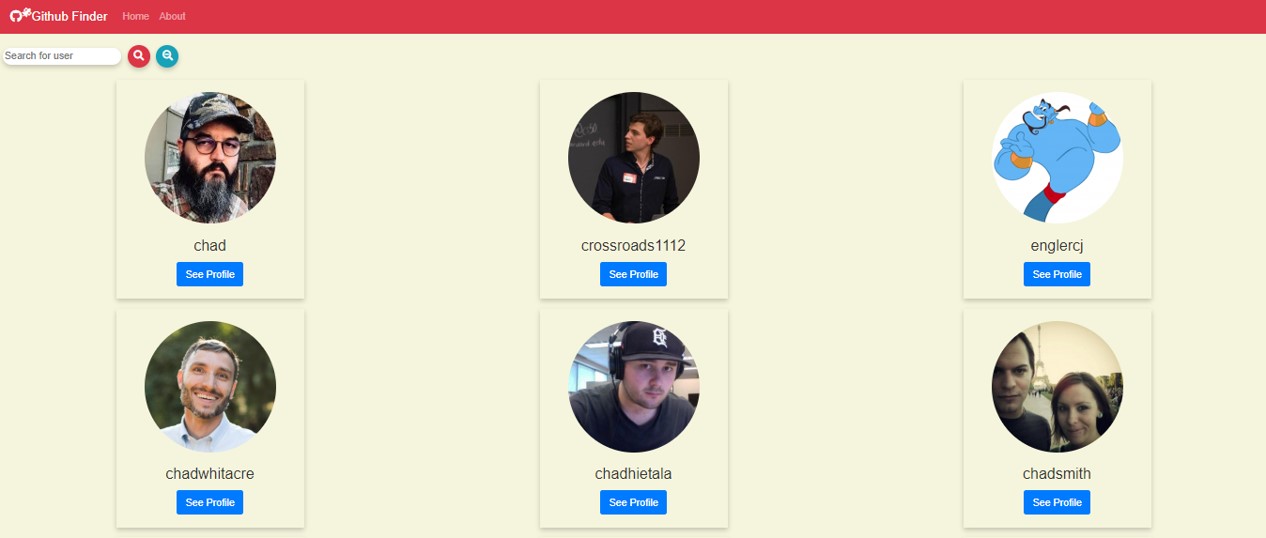 Github Finder Home About
Search for user
chad crossroads1112 englercj
See Profile See Profile See Profile
chadwhitacre chadhietala chadsmith
See Profile See Profile See Profile